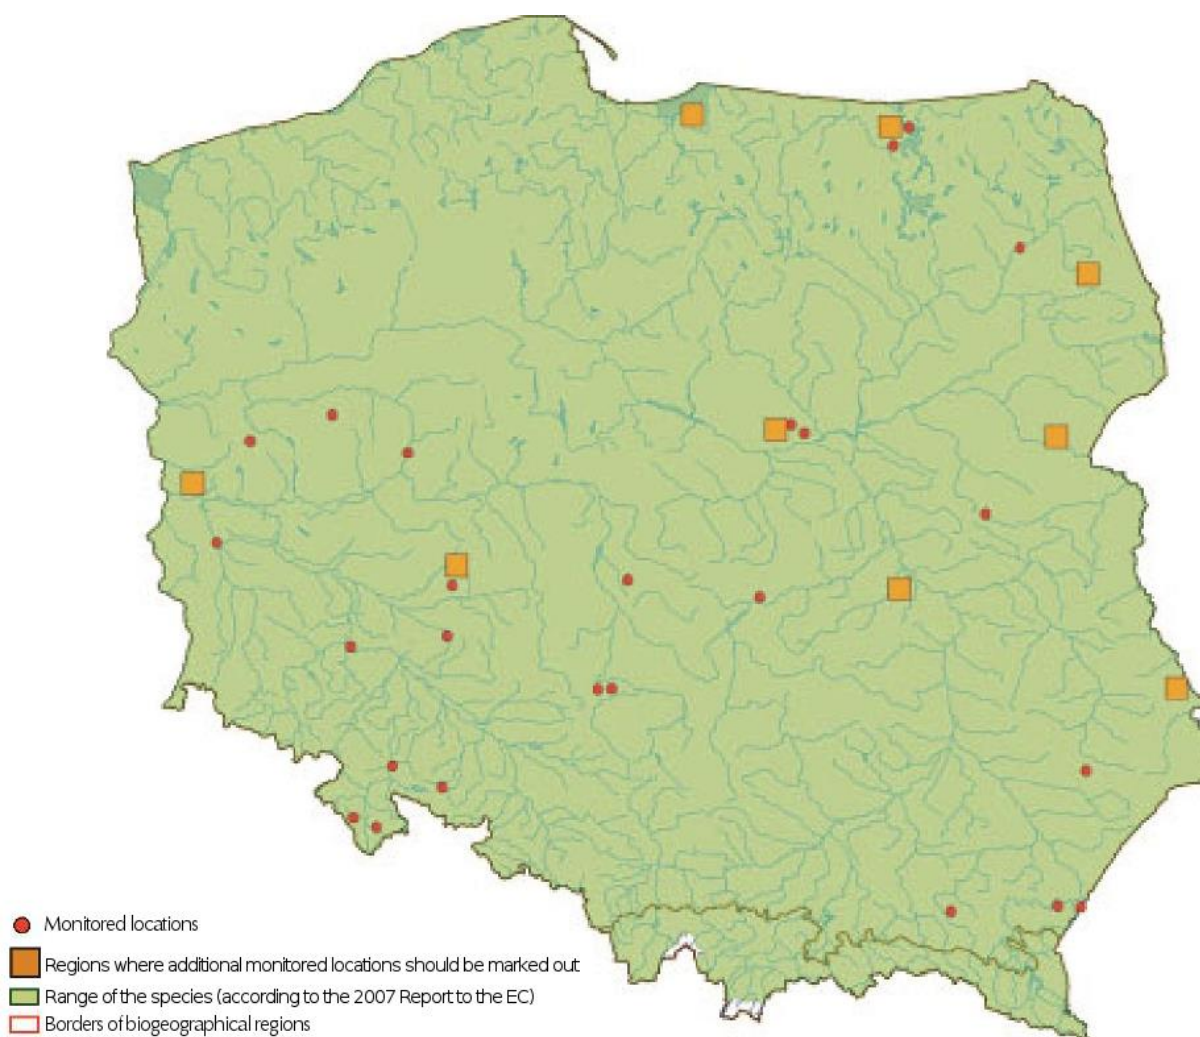 Monitored locations
Regions where additional monitored locations should be marked out
Range of the species (according to the 2007 Report to the EC)
Borders of biogeographical regions